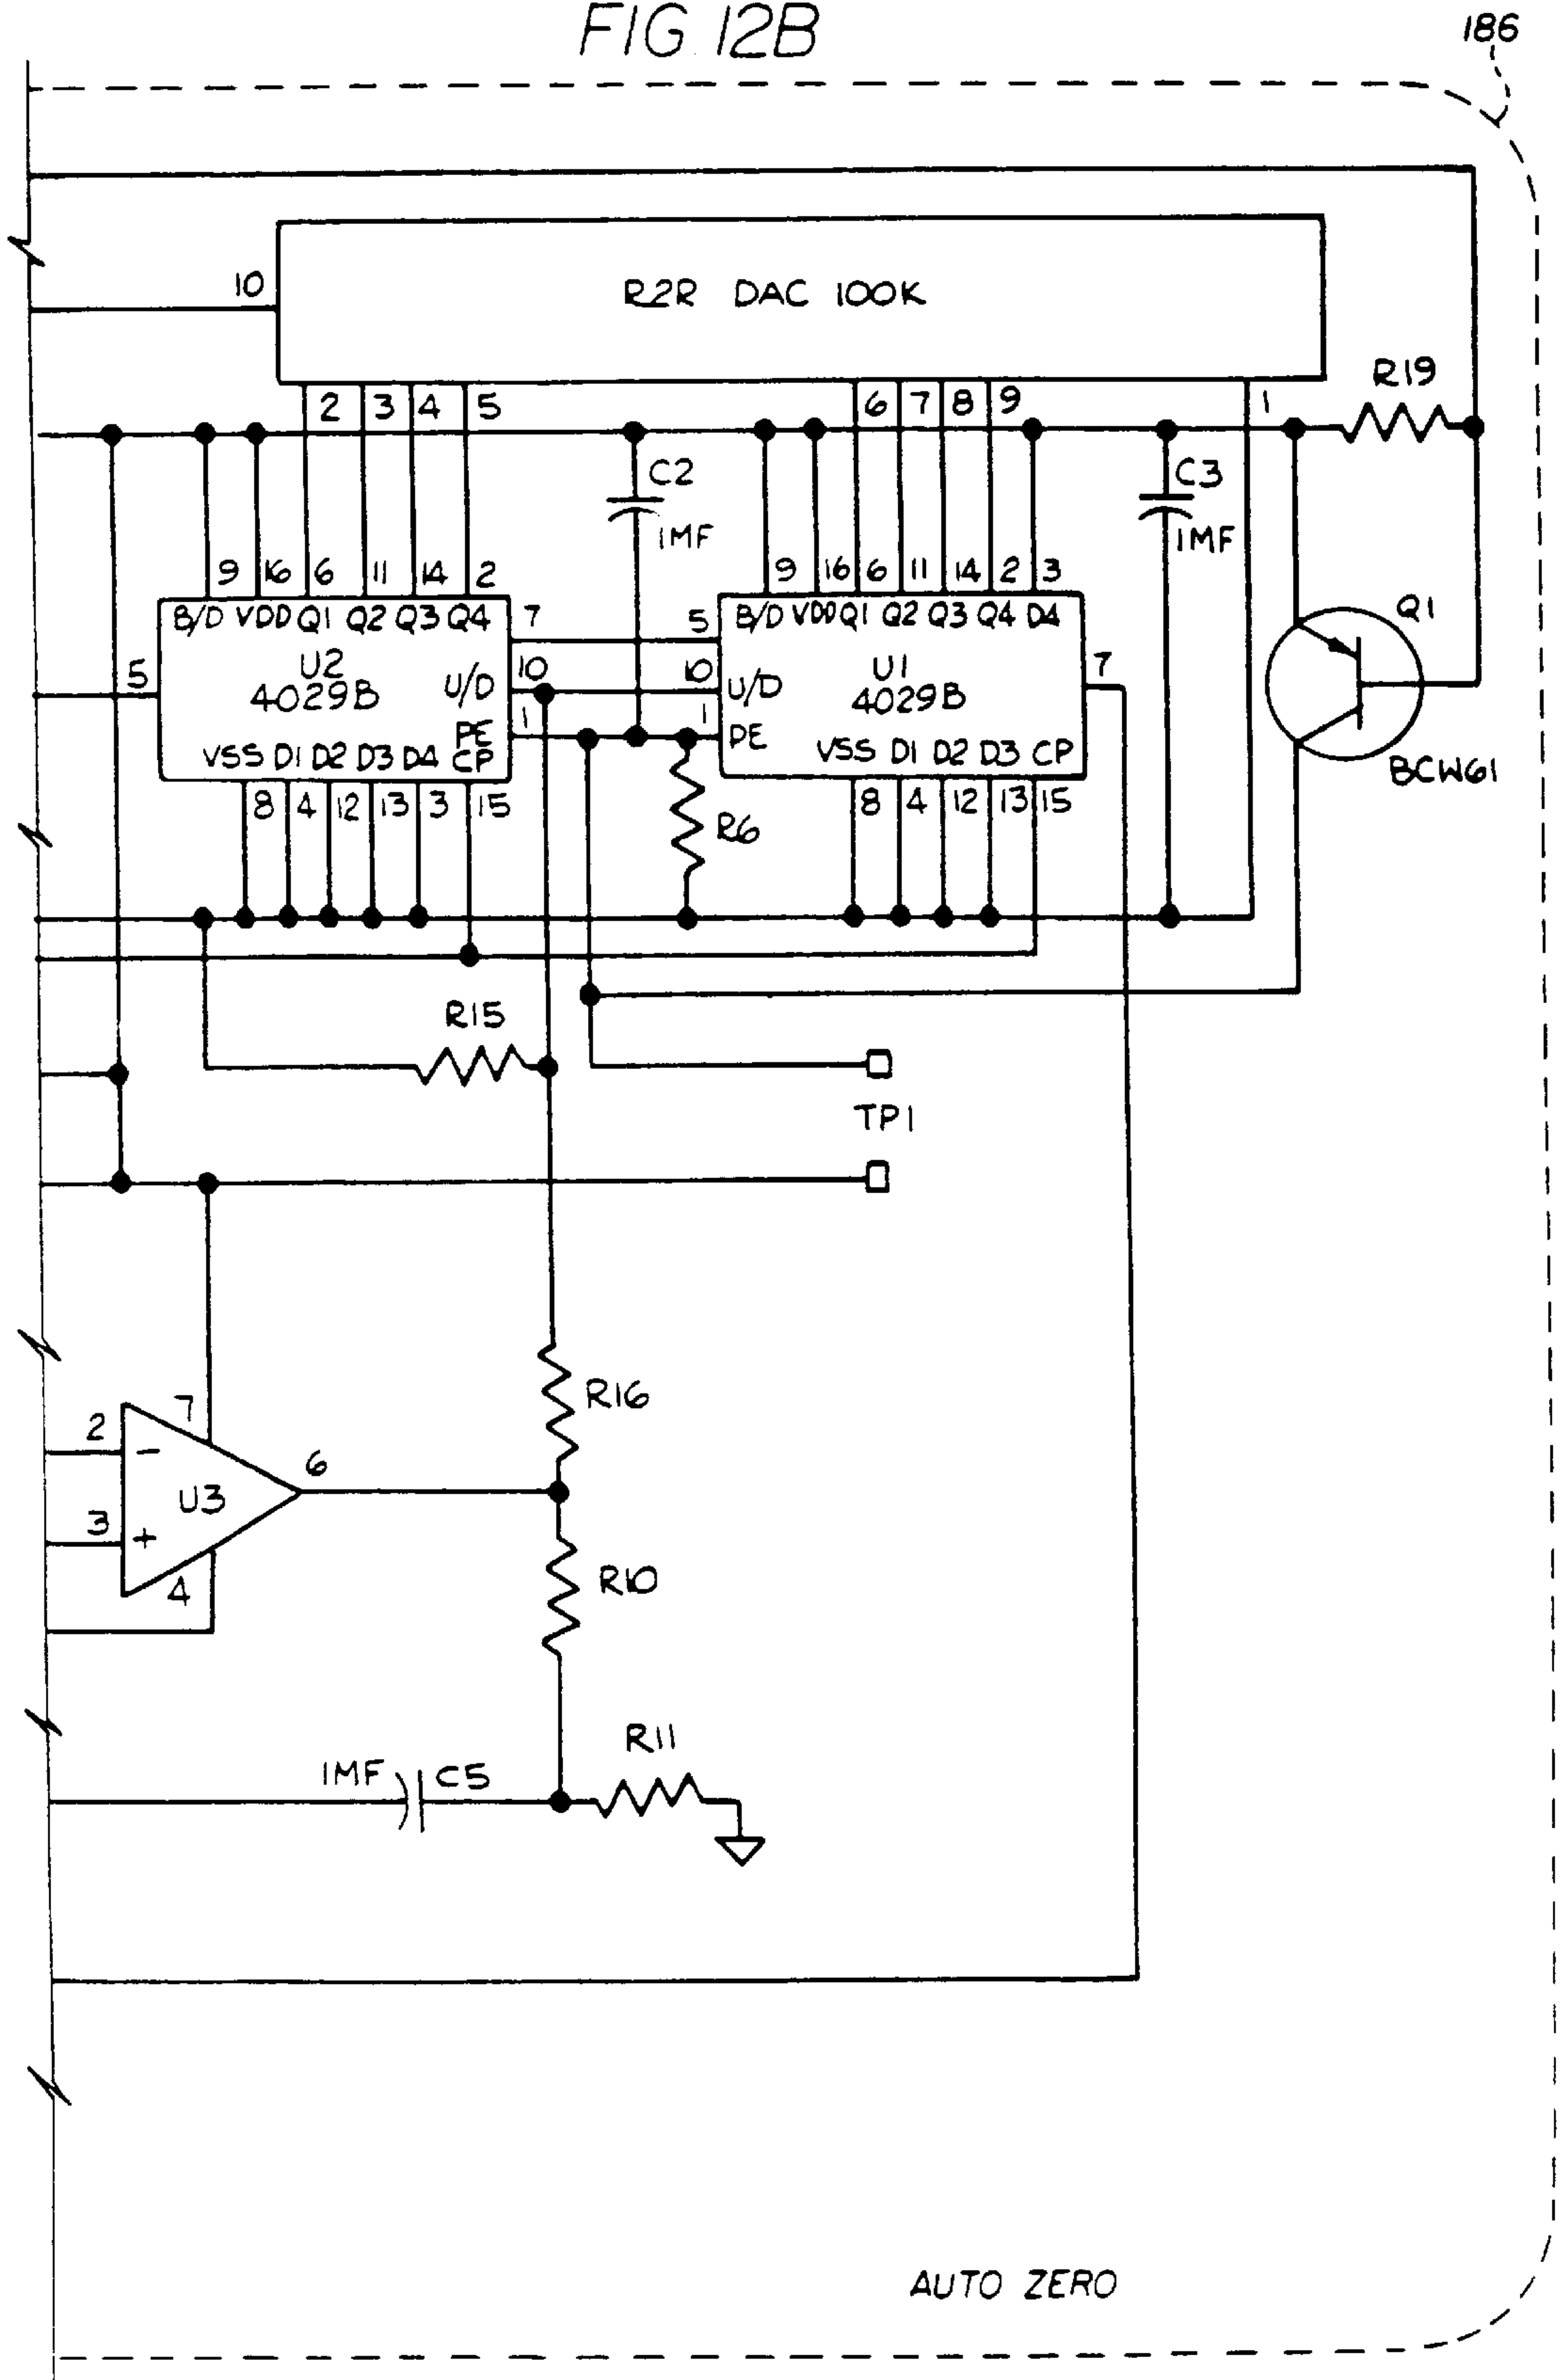 FIG. 12B
186
10
R2R DAC 100K
R19
2 3 4 5 6 7 8 9 1
C2
1MF
C3
1MF
9 16 6 11 14 2
9 16 6 11 14 2 3
B/D VDD Q1 Q2 Q3 Q4
7
5
B/D VDD Q1 Q2 Q3 Q4 D4
Q1
5
U2
4029B
U/D
10
10
U/D
U1
4029B
7
PE
1
1
PE
VSS D1 D2 D3 D4 CP
VSS D1 D2 D3 CP
BCW61
8 4 12 13 3 15
R6
8 4 12 13 15
R15
TP1
R16
7
2
-
6
U3
3
+
4
R10
R11
1MF
C5
AUTO ZERO